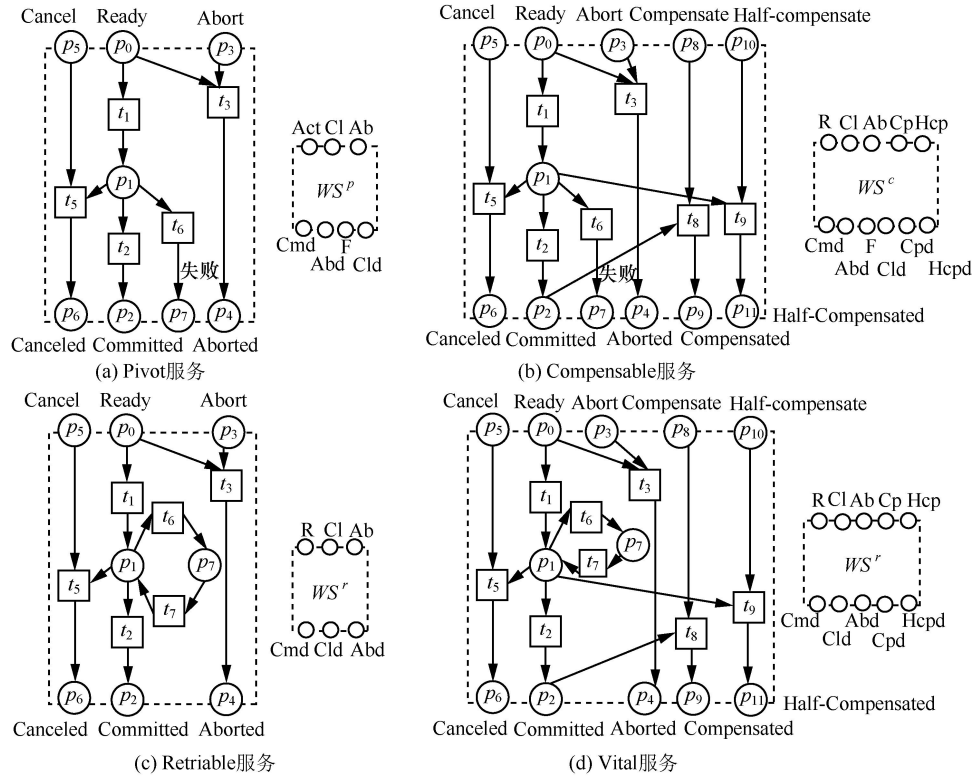 Cancel Ready Abort
p5 p0 p3
t3
t1
p1
t5
t6
t2
失败
p6 p2 p7 p4
Canceled Committed Aborted
(a) Pivot服务
Act Cl Ab
WS^p
Cmd F
Abd Cld
Cancel Ready Abort Compensate Half-compensate
p5 p0 p3 p8 p10
t3
t1
p1
t5
t6 t8 t9
t2
失败
p6 p2 p7 p4 p9 p11
Half-Compensated
Canceled Committed Aborted Compensated
(b) Compensable服务
R Cl Ab Cp Hcp
WS^c
Cmd F Cpd
Abd Cld Hcpd
Cancel Ready Abort
p5 p0 p3
t3
t1
t6
p1 p7
t5
t7
t2
p6 p2 p4
Canceled Committed Aborted
(c) Retriable服务
R Cl Ab
WS^r
Cmd Cld Abd
Cancel Ready Abort Compensate Half-compensate
p5 p0 p3 p8 p10
t3
t1
t6
p7
p1 t7
t5
t9
t2 t8
p6 p2 p4 p9 p11
Half-Compensated
Canceled Committed Aborted Compensated
(d) Vital服务
R Cl Ab Cp Hcp
WS^r
Cmd Abd Hcpd
Cld Cpd